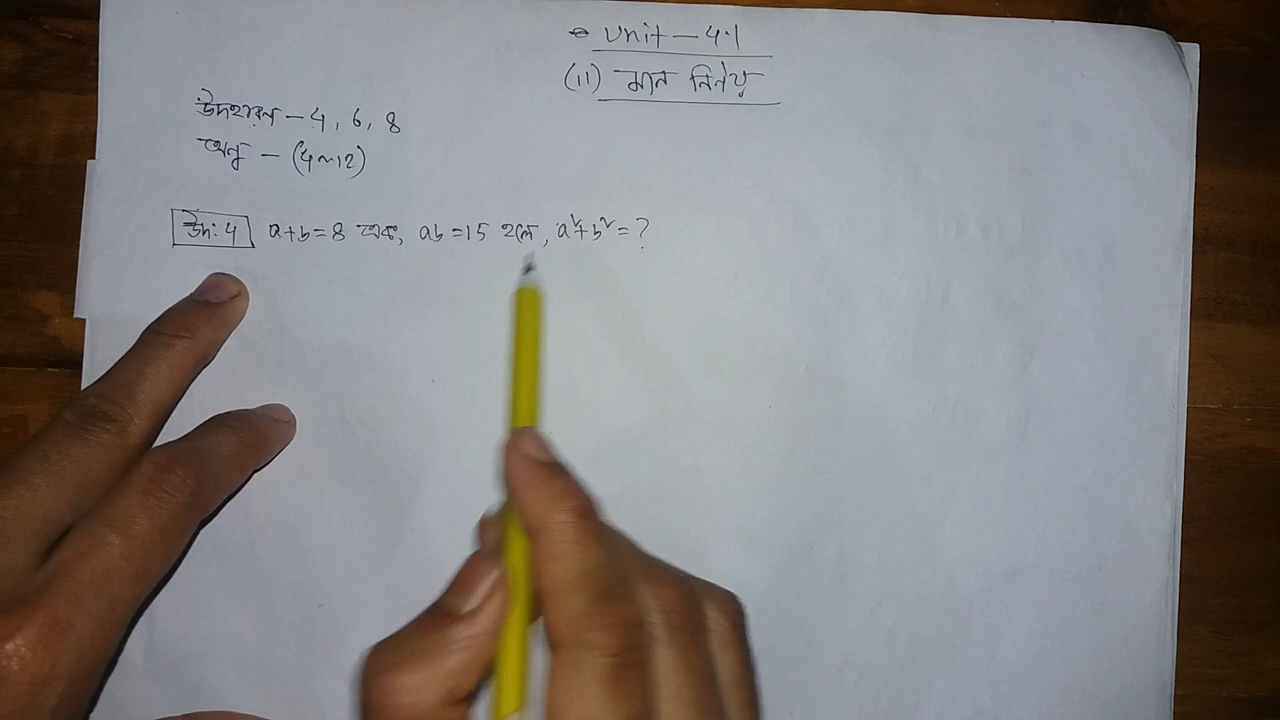 Unit - 4.1
(ii) মান নির্ণয়
উদাহরণ - 4, 6, 8
অনু - (4~12)
উদা: 4 a+b=8 এবং, ab=15 হলে, a²+b²=?